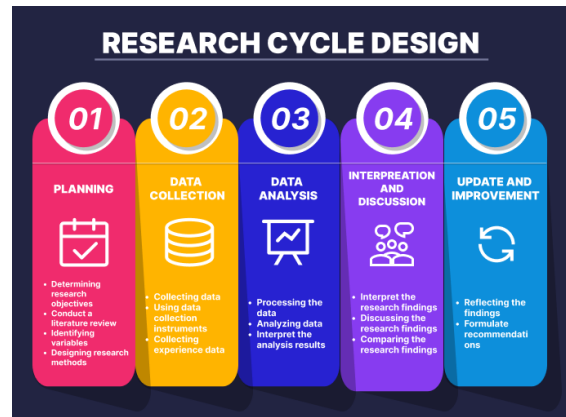 RESEARCH CYCLE DESIGN
01
PLANNING
• Determining
research
objectives
• Conduct a
literature review
• Identifying
variables
• Designing research
methods
02
DATA
COLLECTION
• Collecting data
• Using data
collection
instruments
• Collecting
experience data
03
DATA
ANALYSIS
• Processing the
data
• Analyzing data
• Interpret the
analysis results
04
INTERPREATION
AND
DISCUSSION
• Interpret the
research findings
• Discussing the
research findings
• Comparing the
research findings
05
UPDATE AND
IMPROVEMENT
• Reflecting the
findings
• Formulate
recommendati
ons